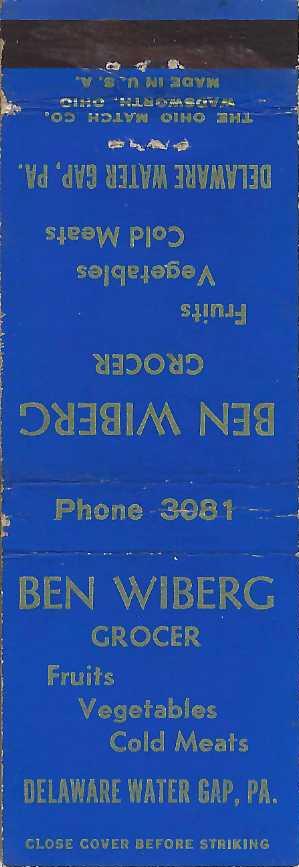 MADE IN U. S. A.
WADSWORTH, OHIO
THE OHIO MATCH CO.
DELAWARE WATER GAP, PA.
Cold Meats
Vegetables
Fruits
GROCER
BEN WIBERG
Phone 3081
BEN WIBERG
GROCER
Fruits
Vegetables
Cold Meats
DELAWARE WATER GAP, PA.
CLOSE COVER BEFORE STRIKING